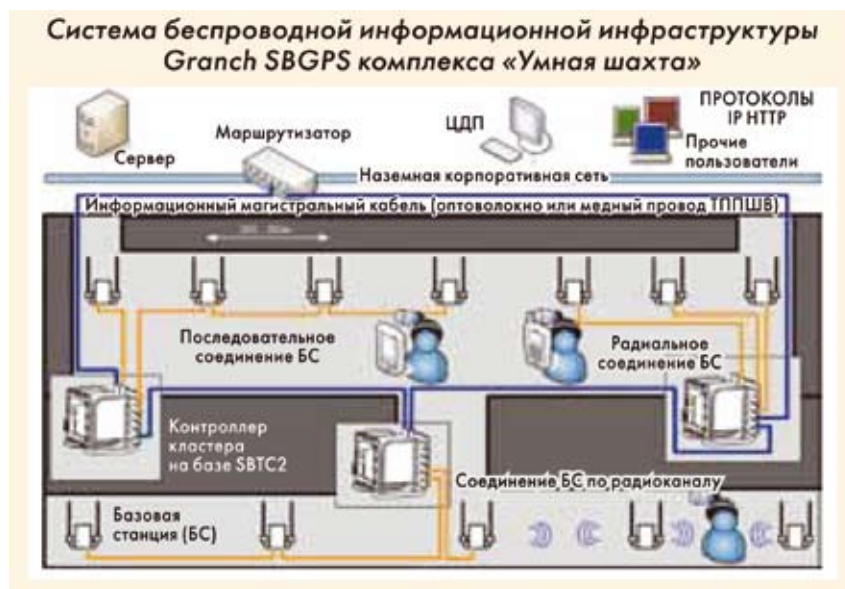 Система беспроводной информационной инфраструктуры
Granch SBGPS комплекса «Умная шахта»
Сервер
Маршрутизатор
ЦДП
ПРОТОКОЛЫ
IP HTTP
Прочие
пользователи
Наземная корпоративная сеть
Информационный магистральный кабель (оптоволокно или медный провод ТППШВ)
Последовательное
соединение БС
Радиальное
соединение БС
Контроллер
кластера
на базе SBTC2
Соединение БС по радиоканалу
Базовая
станция (БС)